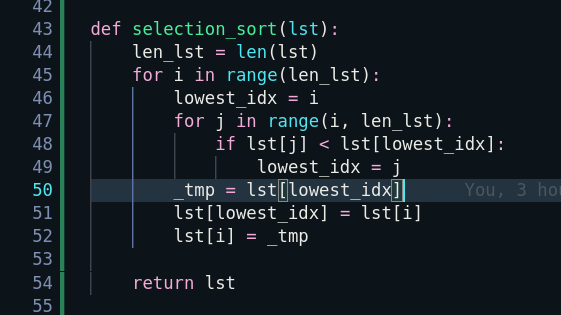 42
43 def selection_sort(lst):
44     len_lst = len(lst)
45     for i in range(len_lst):
46         lowest_idx = i
47         for j in range(i, len_lst):
48             if lst[j] < lst[lowest_idx]:
49                 lowest_idx = j
50         _tmp = lst[lowest_idx]      You, 3 hou
51         lst[lowest_idx] = lst[i]
52         lst[i] = _tmp
53
54     return lst
55